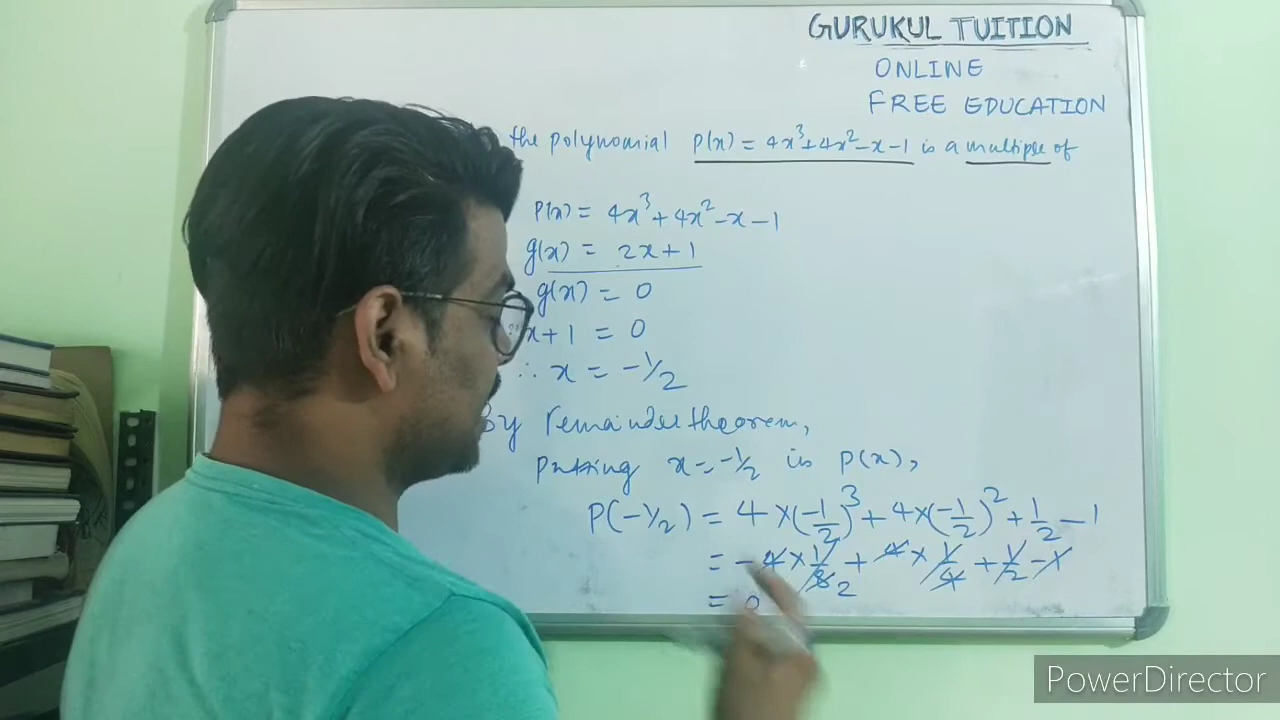 GURUKUL TUITION
ONLINE
FREE EDUCATION
the polynomial P(x) = 4x³+4x²-x-1 is a multiple of
P(x) = 4x³+4x²-x-1
g(x) = 2x+1
g(x) = 0
x+1 = 0
∴ x = -1/2
By remainder theorem,
putting x=-1/2 in P(x),
P(-1/2) = 4×(-1/2)³+4×(-1/2)²+1/2-1
= -4×1/8 2+4×1/4+1/2-1
= 0
PowerDirector